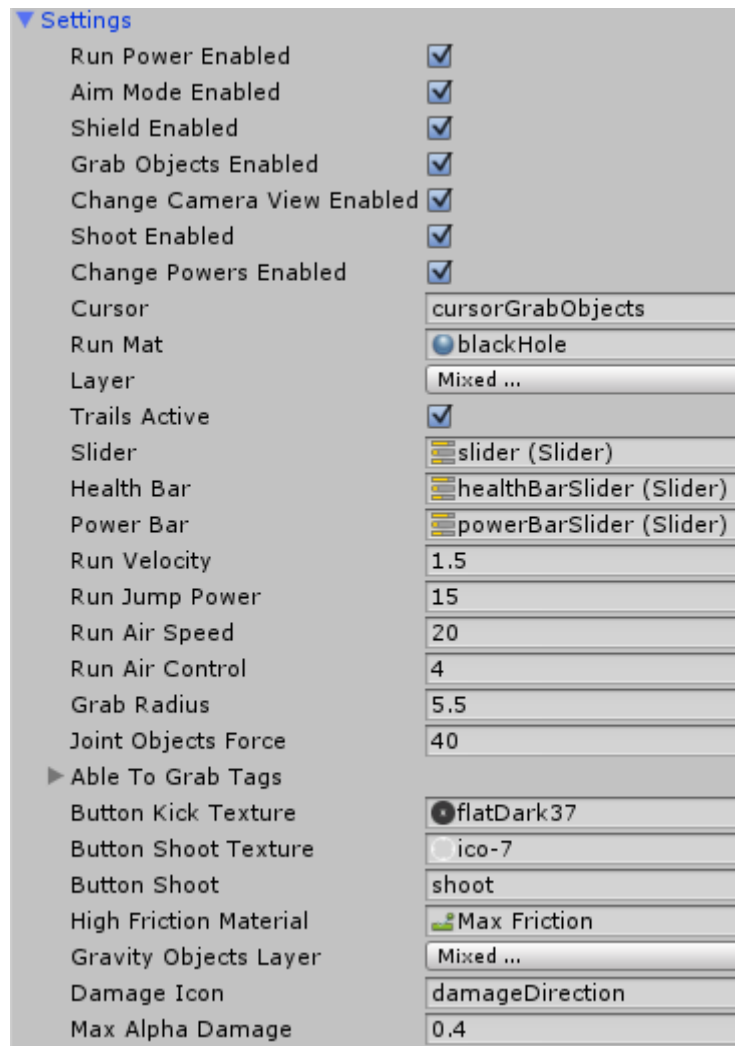 Settings
Run Power Enabled
Aim Mode Enabled
Shield Enabled
Grab Objects Enabled
Change Camera View Enabled
Shoot Enabled
Change Powers Enabled
Cursor cursorGrabObjects
Run Mat blackHole
Layer Mixed ...
Trails Active
Slider slider (Slider)
Health Bar healthBarSlider (Slider)
Power Bar powerBarSlider (Slider)
Run Velocity 1.5
Run Jump Power 15
Run Air Speed 20
Run Air Control 4
Grab Radius 5.5
Joint Objects Force 40
Able To Grab Tags
Button Kick Texture flatDark37
Button Shoot Texture ico-7
Button Shoot shoot
High Friction Material Max Friction
Gravity Objects Layer Mixed ...
Damage Icon damageDirection
Max Alpha Damage 0.4